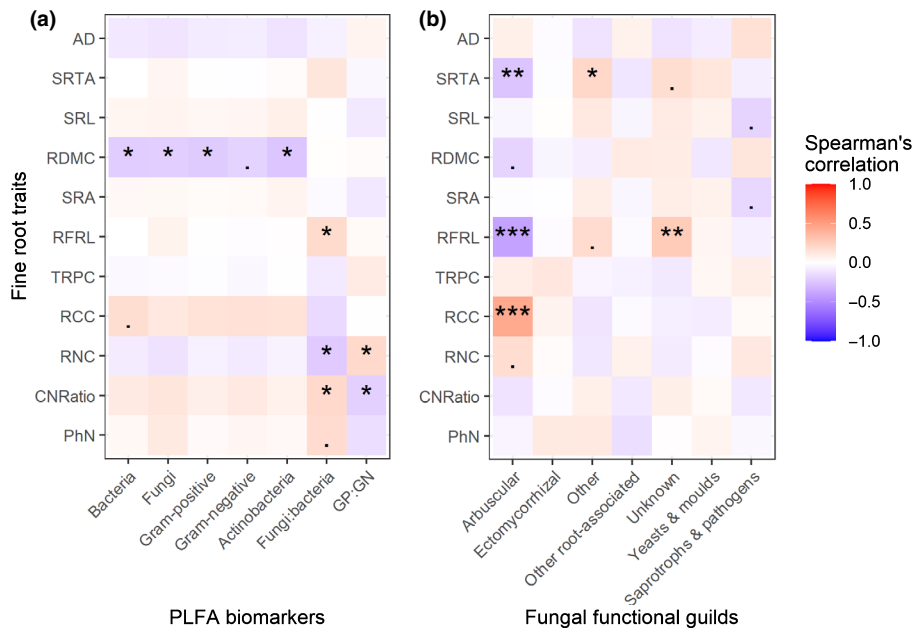 (a)
(b)
Fine root traits
AD
SRTA
SRL
RDMC
SRA
RFRL
TRPC
RCC
RNC
CNRatio
PhN
* * * . *
*
.
* *
* *
.
Bacteria
Fungi
Gram-positive
Gram-negative
Actinobacteria
Fungi:bacteria
GP:GN
PLFA biomarkers
AD
SRTA
SRL
RDMC
SRA
RFRL
TRPC
RCC
RNC
CNRatio
PhN
** * .
.
.
.
*** . **
***
.
Arbuscular
Ectomycorrhizal
Other
Other root-associated
Unknown
Yeasts & moulds
Saprotrophs & pathogens
Fungal functional guilds
Spearman's
correlation
1.0
0.5
0.0
−0.5
−1.0